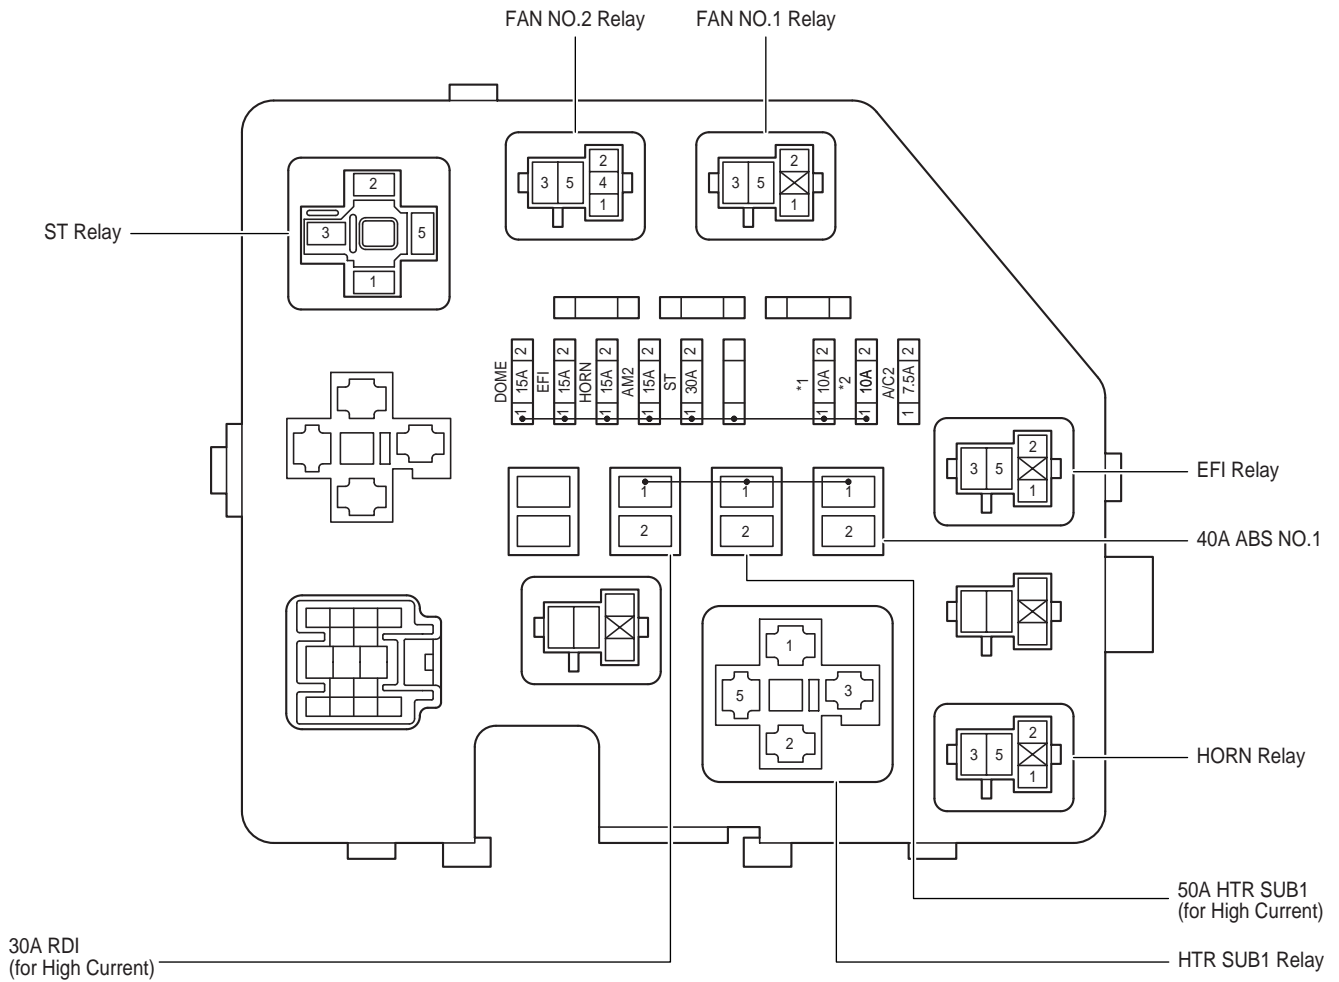 FAN NO.2 Relay
FAN NO.1 Relay
2
3 5 4
1
2
3 5
1
2
ST Relay
3 5
1
DOME 1 15A 2
EFI 1 15A 2
HORN 1 15A 2
AM2 1 15A 2
ST 1 30A 2
*1 1 10A 2
*2 1 10A 2
A/C2 1 7.5A 2
2
3 5
1
EFI Relay
1 1 1
2 2 2
40A ABS NO.1
1
5 3
2
2
3 5
1
HORN Relay
50A HTR SUB1
(for High Current)
30A RDI
(for High Current)
HTR SUB1 Relay